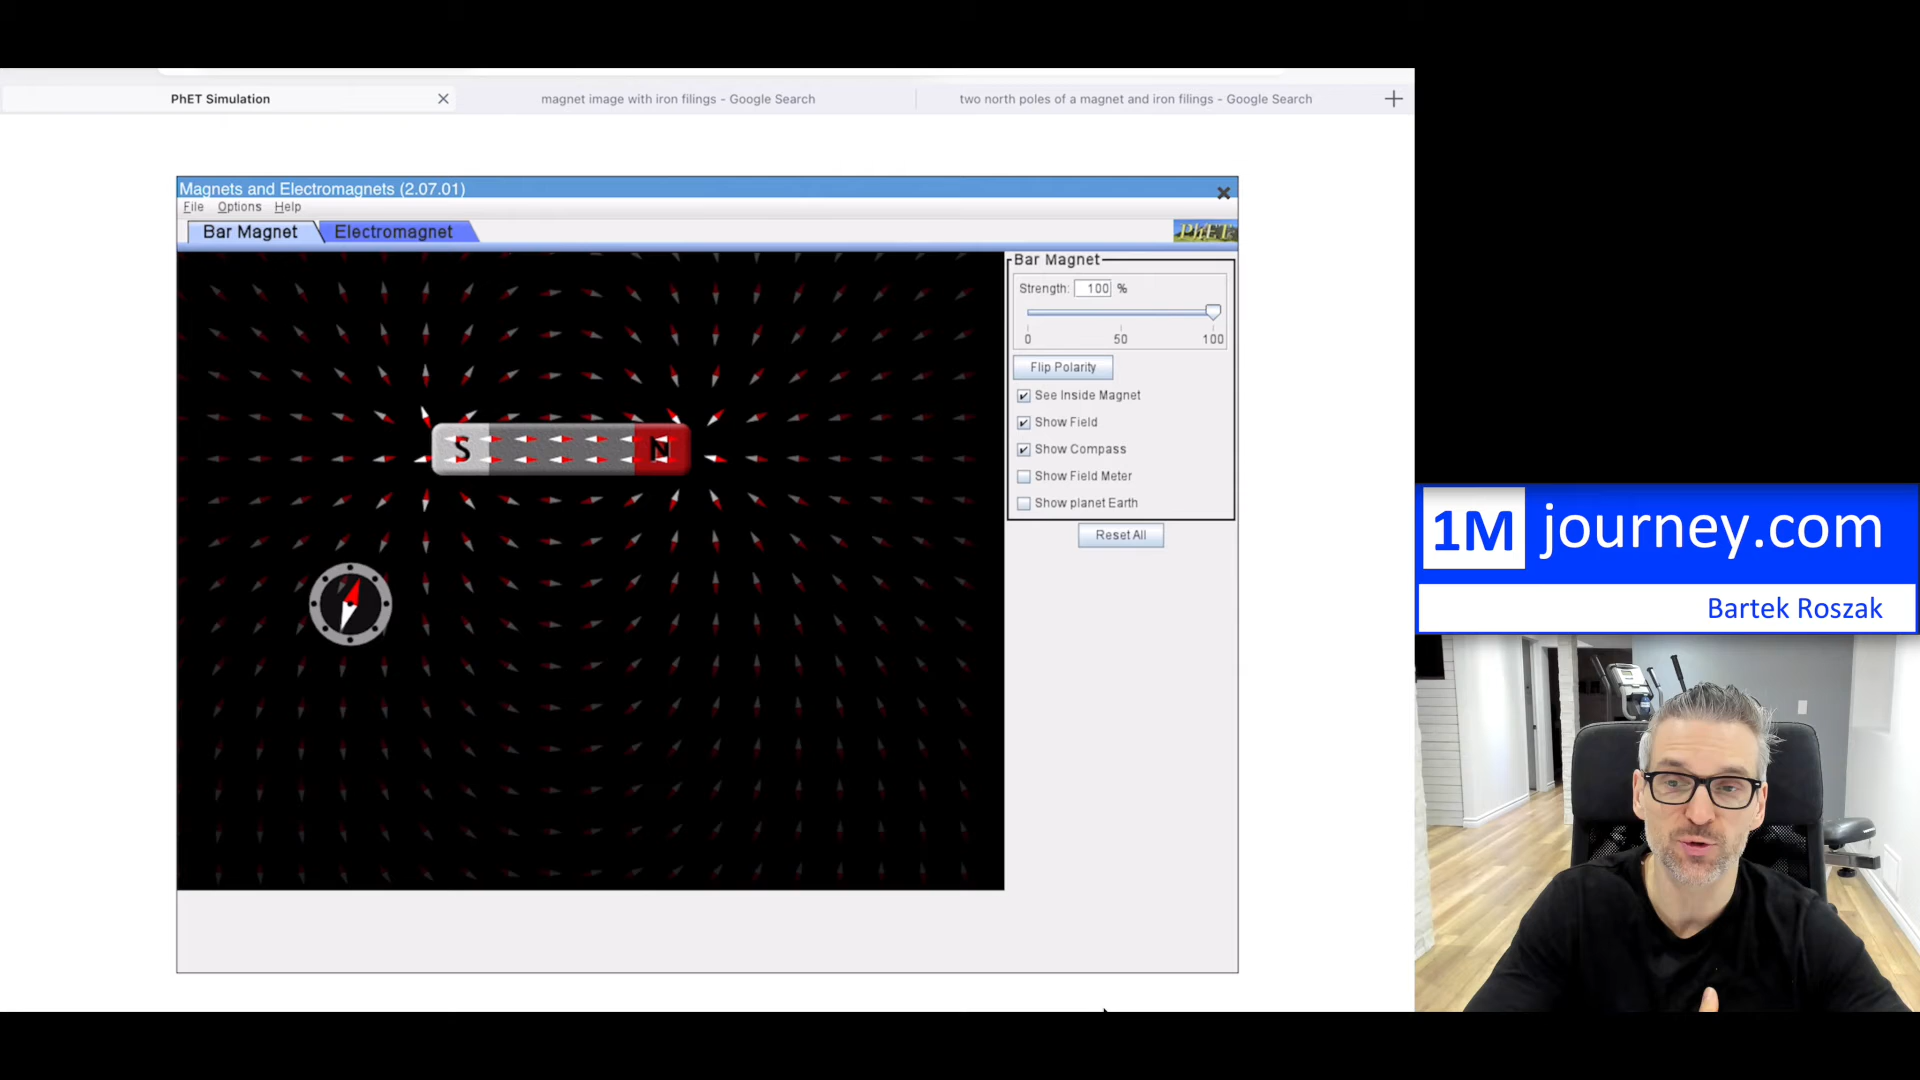 PhET Simulation
magnet image with iron filings - Google Search
two north poles of a magnet and iron filings - Google Search
Magnets and Electromagnets (2.07.01)
File Options Help
Bar Magnet
Electromagnet
PhET
Bar Magnet
Strength: 100 %
0 50 100
Flip Polarity
See Inside Magnet
Show Field
Show Compass
Show Field Meter
Show planet Earth
Reset All
S N
1M journey.com
Bartek Roszak